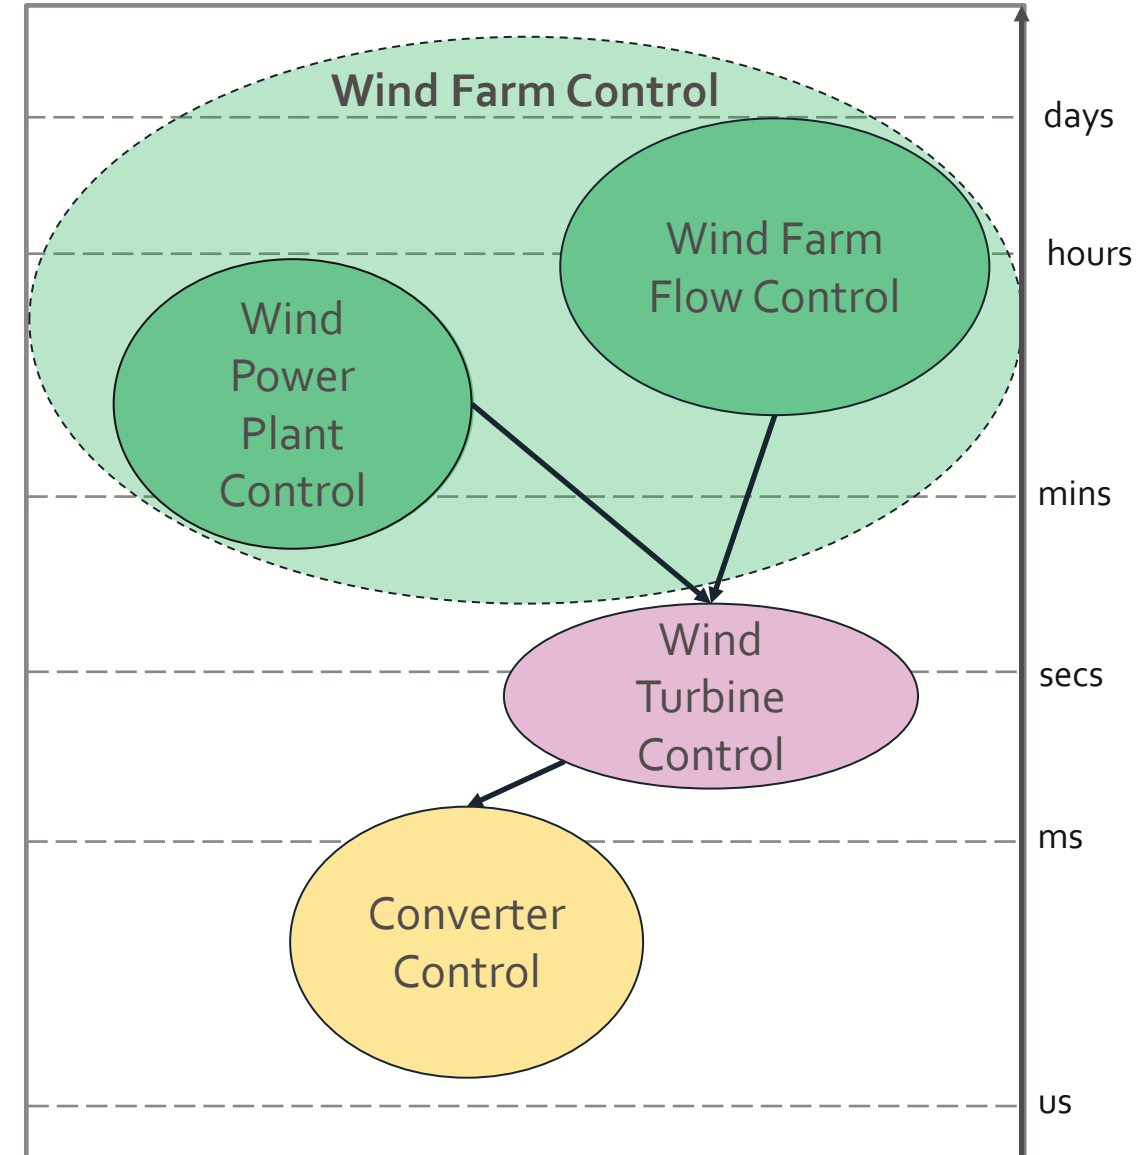 Wind Farm Control
days
Wind Farm
Flow Control
hours
Wind
Power
Plant
Control
mins
Wind
Turbine
Control
secs
ms
Converter
Control
us